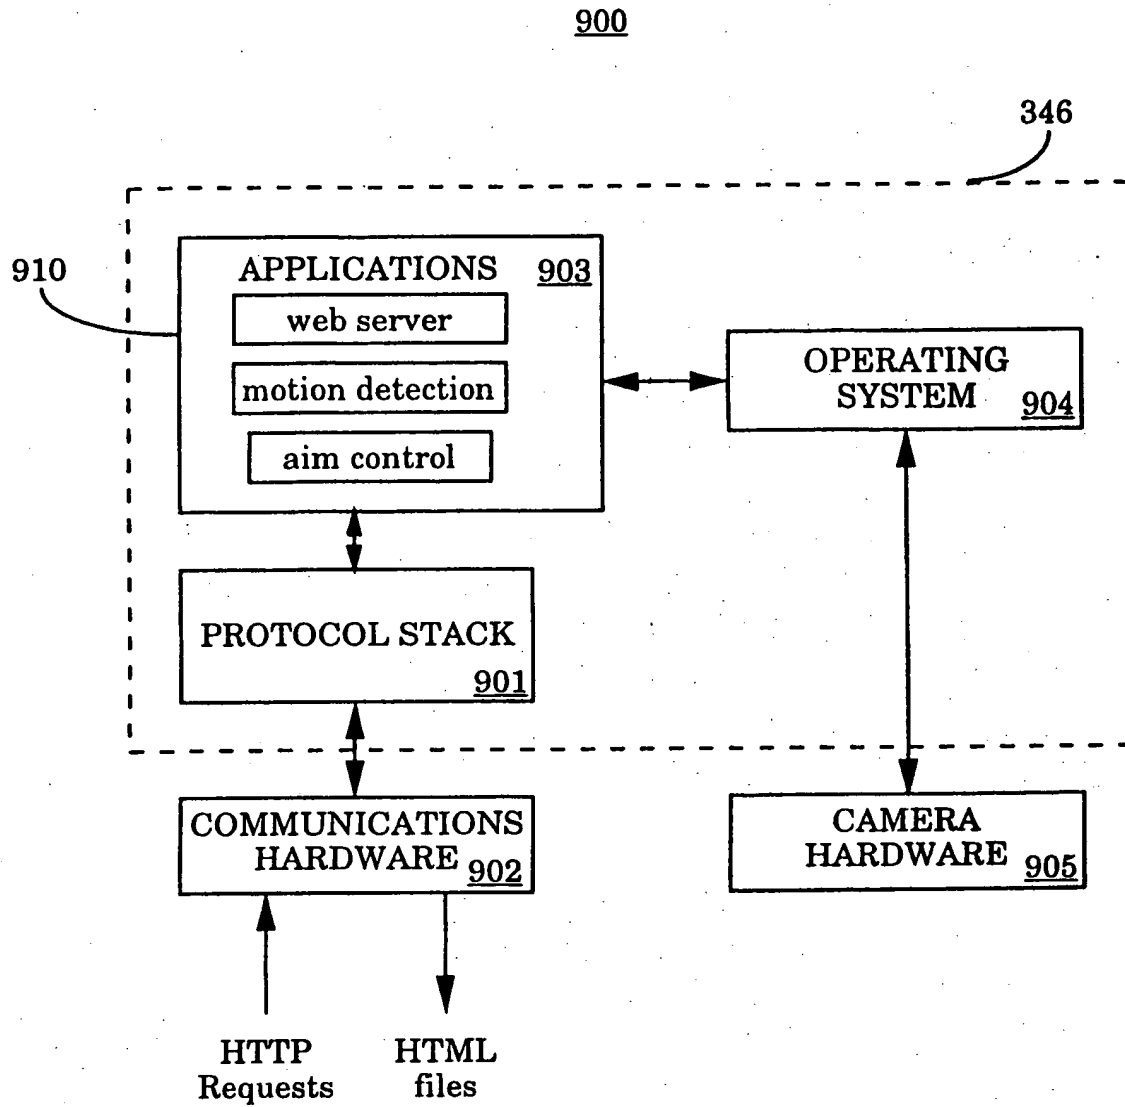 900
346
910
APPLICATIONS
903
web server
motion detection
aim control
OPERATING
SYSTEM
904
PROTOCOL STACK
901
COMMUNICATIONS
HARDWARE
902
CAMERA
HARDWARE
905
HTTP
Requests
HTML
files